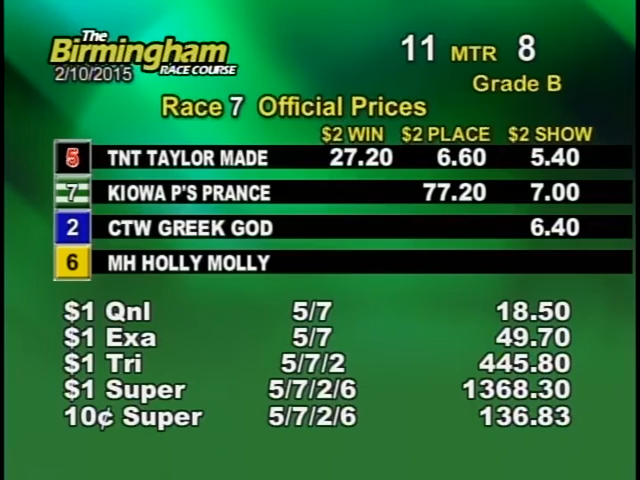 The
Birmingham
RACE COURSE
2/10/2015
11 MTR 8
Grade B
Race 7 Official Prices
$2 WIN $2 PLACE $2 SHOW
5 TNT TAYLOR MADE 27.20 6.60 5.40
7 KIOWA P'S PRANCE 77.20 7.00
2 CTW GREEK GOD 6.40
6 MH HOLLY MOLLY
$1 Qnl 5/7 18.50
$1 Exa 5/7 49.70
$1 Tri 5/7/2 445.80
$1 Super 5/7/2/6 1368.30
10¢ Super 5/7/2/6 136.83